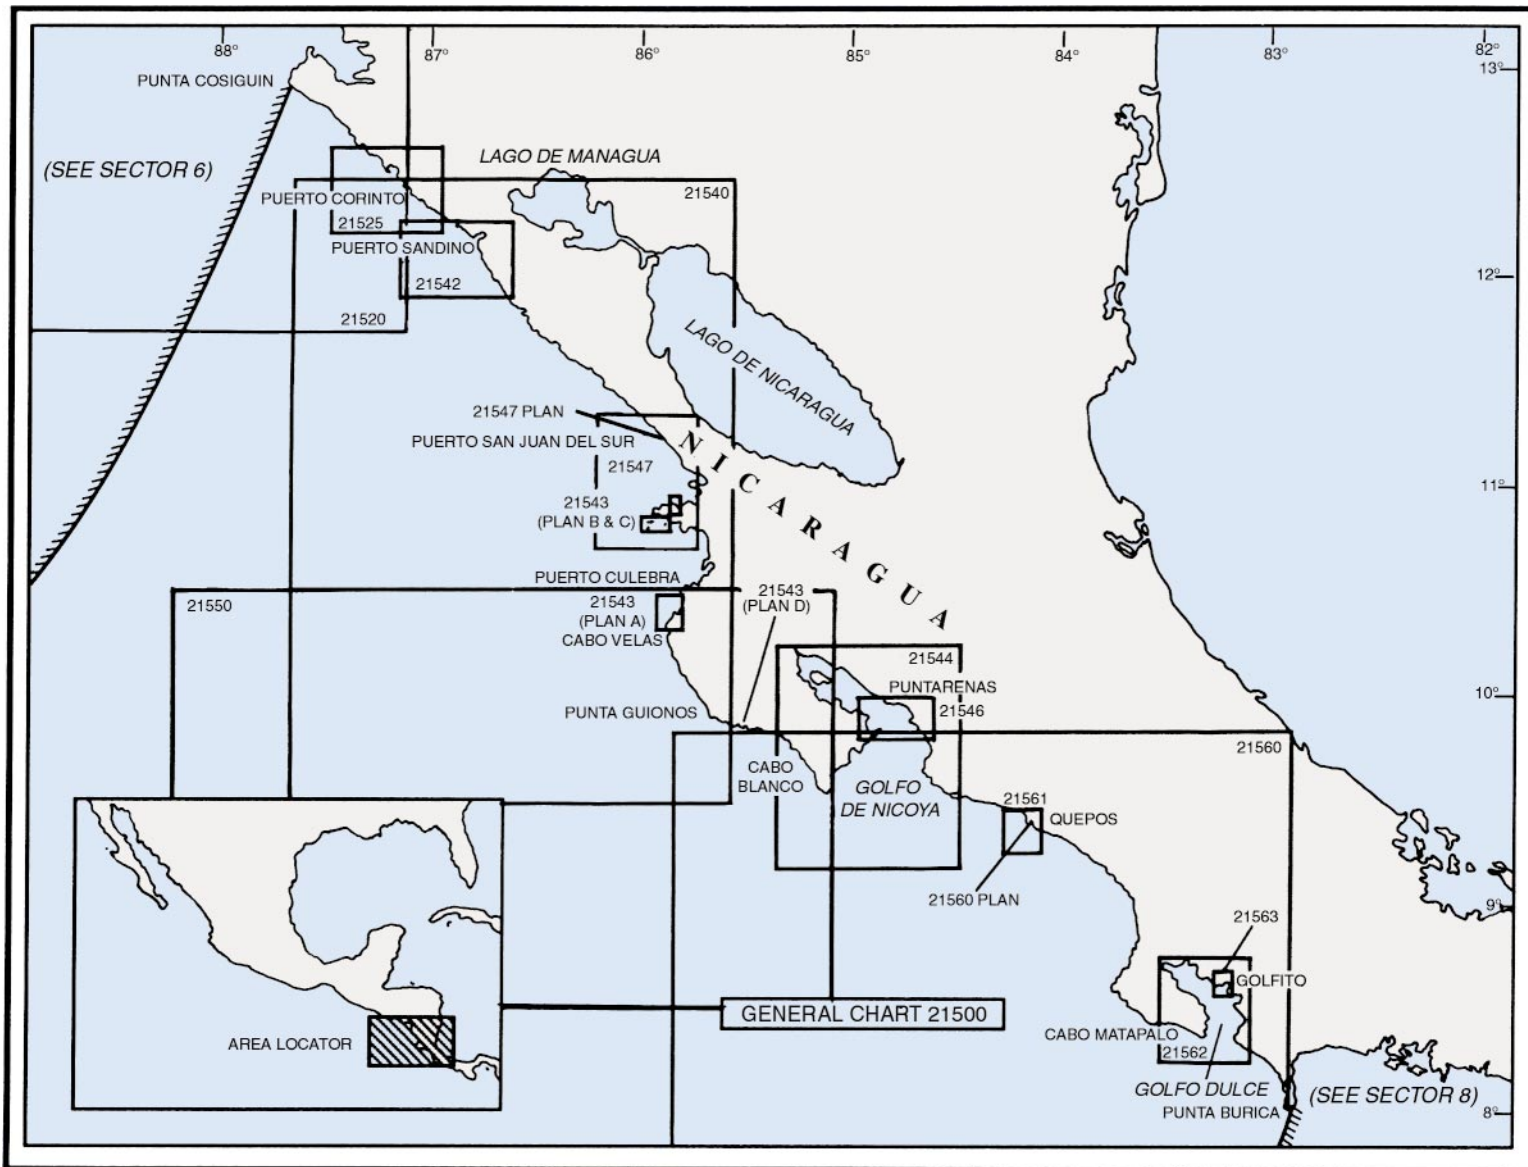 88°
87°
86°
85°
84°
83°
82°
13°
PUNTA COSIGUIN
(SEE SECTOR 6)
LAGO DE MANAGUA
21540
PUERTO CORINTO
21525
PUERTO SANDINO
21542
12°
21520
LAGO DE NICARAGUA
21547 PLAN
PUERTO SAN JUAN DEL SUR
NICARAGUA
21547
21543
(PLAN B & C)
11°
PUERTO CULEBRA
21550
21543
(PLAN A)
CABO VELAS
21543
(PLAN D)
21544
PUNTARENAS
21546
10°
PUNTA GUIONOS
21560
CABO
BLANCO
GOLFO
DE NICOYA
21561
QUEPOS
21560 PLAN
9°
21563
GOLFITO
GENERAL CHART 21500
CABO MATAPALO
21562
AREA LOCATOR
GOLFO DULCE
(SEE SECTOR 8)
PUNTA BURICA
8°